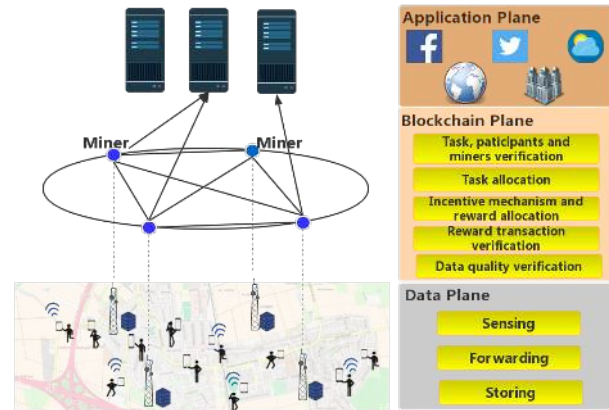 Application Plane
Miner
Miner
Blockchain Plane
Task, paticipants and
miners verification
Task allocation
Incentive mechanism and
reward allocation
Reward transaction
verification
Data quality verification
Data Plane
Sensing
Forwarding
Storing